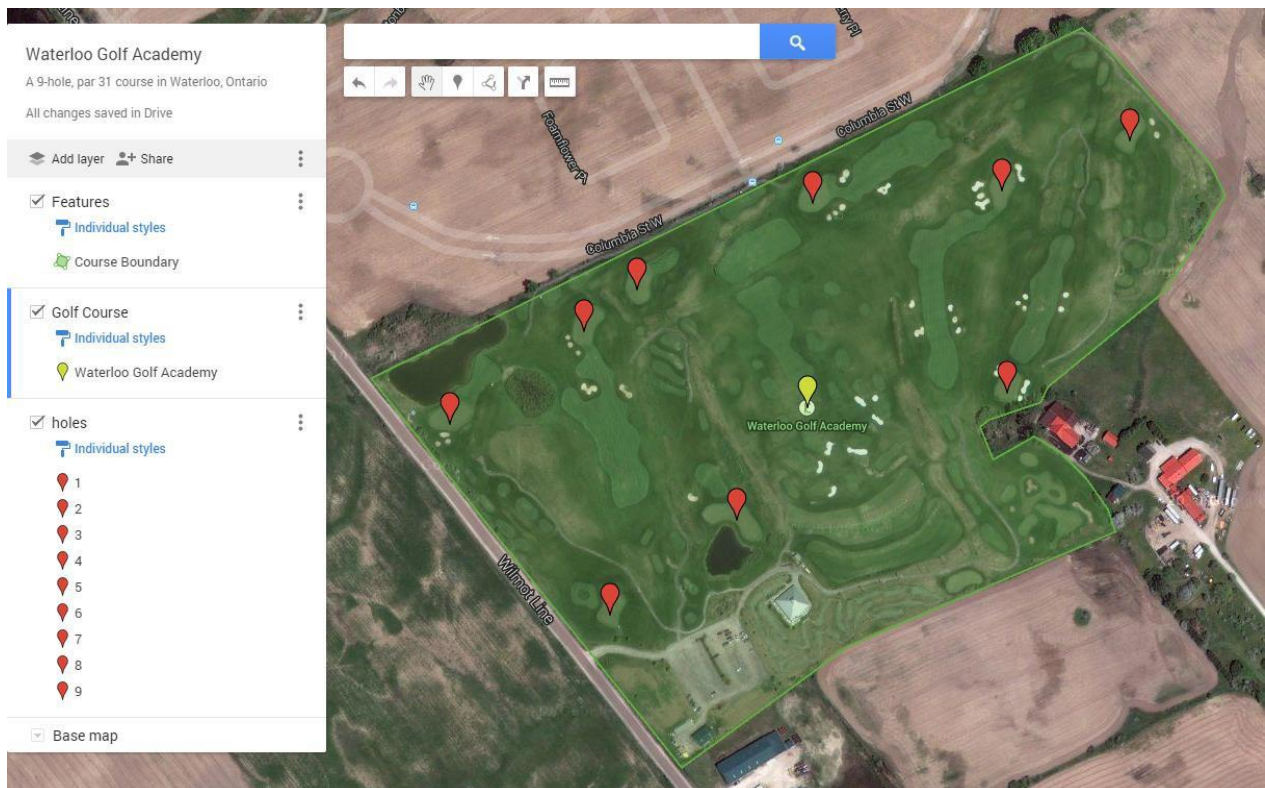 Waterloo Golf Academy
A 9-hole, par 31 course in Waterloo, Ontario
All changes saved in Drive
Add layer
Share
Features
Individual styles
Course Boundary
Golf Course
Individual styles
Waterloo Golf Academy
holes
Individual styles
1
2
3
4
5
6
7
8
9
Base map
Foamflower Pl
Columbia St W
Columbia St W
Waterloo Golf Academy
Wilmot Line